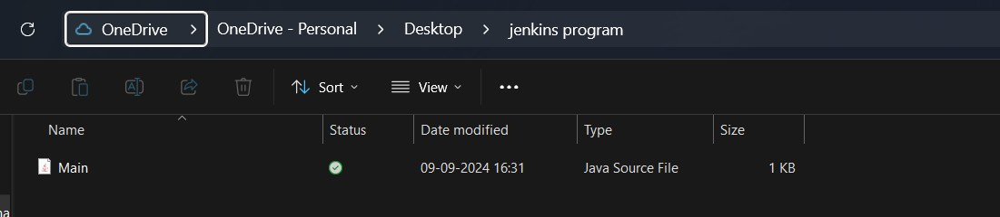 OneDrive > OneDrive - Personal > Desktop > jenkins program
Sort View
Name Status Date modified Type Size
Main 09-09-2024 16:31 Java Source File 1 KB